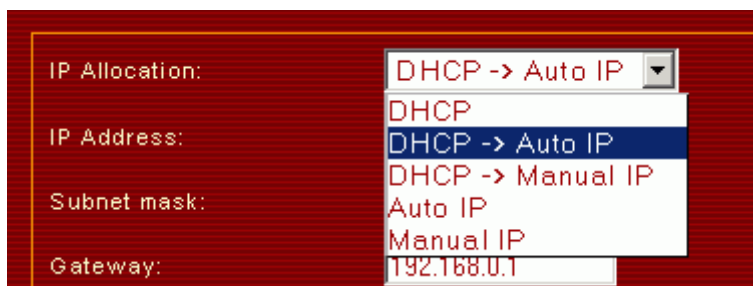 IP Allocation: DHCP -> Auto IP
DHCP
IP Address: DHCP -> Auto IP
DHCP -> Manual IP
Subnet mask: Auto IP
Manual IP
Gateway: 192.168.0.1